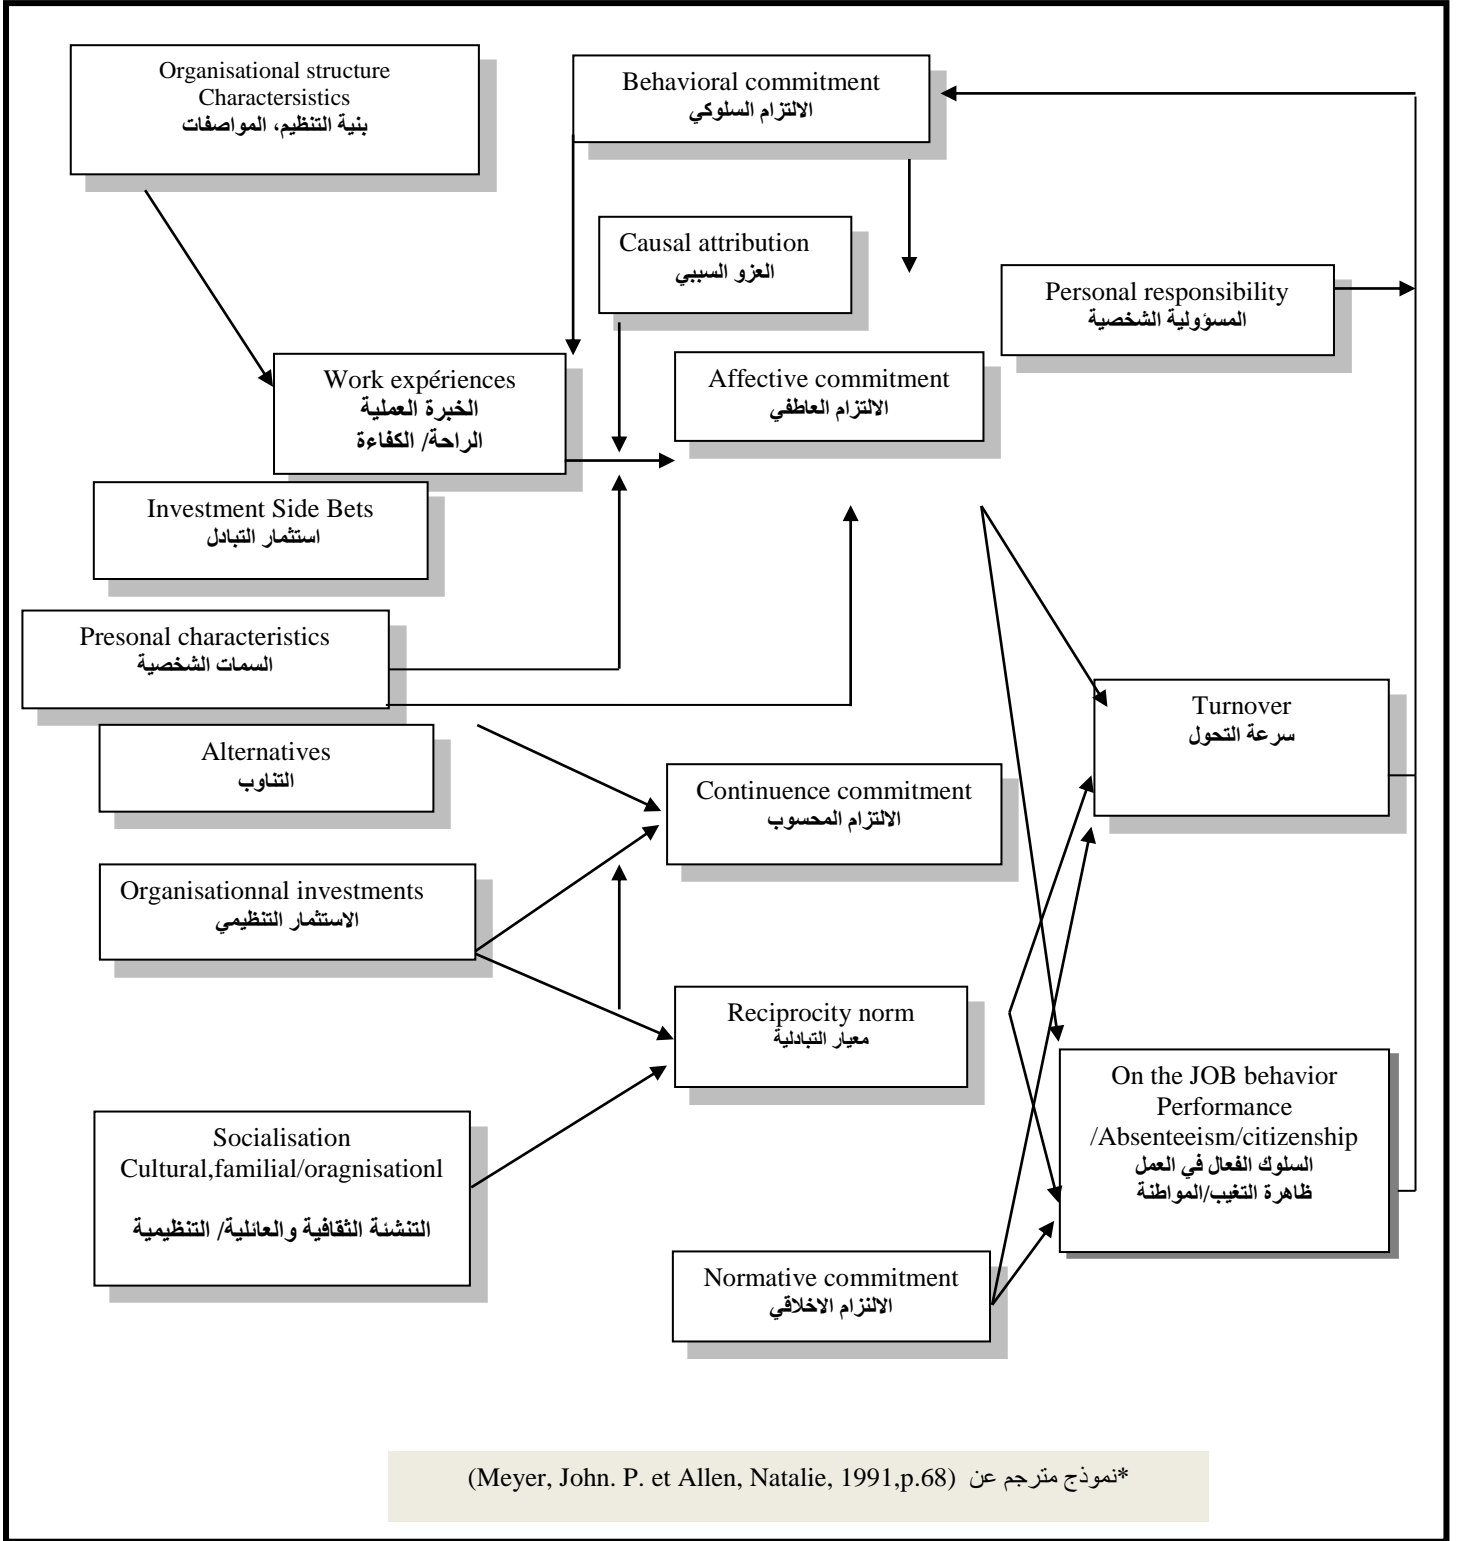 Organisational structure
Charactersistics
بنية التنظيم، المواصفات
Behavioral commitment
الالتزام السلوكي
Causal attribution
العزو السببي
Personal responsibility
المسؤولية الشخصية
Work expériences
الخبرة العملية
الراحة/ الكفاءة
Affective commitment
الالتزام العاطفي
Investment Side Bets
استثمار التبادل
Presonal characteristics
السمات الشخصية
Turnover
سرعة التحول
Alternatives
التناوب
Continuence commitment
الالتزام المحسوب
Organisationnal investments
الاستثمار التنظيمي
Reciprocity norm
معيار التبادلية
On the JOB behavior
Performance
/Absenteeism/citizenship
السلوك الفعال في العمل
ظاهرة التغيب/المواطنة
Socialisation
Cultural,familial/oragnisationl
التنشئة الثقافية والعائلية/ التنظيمية
Normative commitment
الالنزام الاخلاقي
*نموذج مترجم عن (Meyer, John. P. et Allen, Natalie, 1991,p.68)